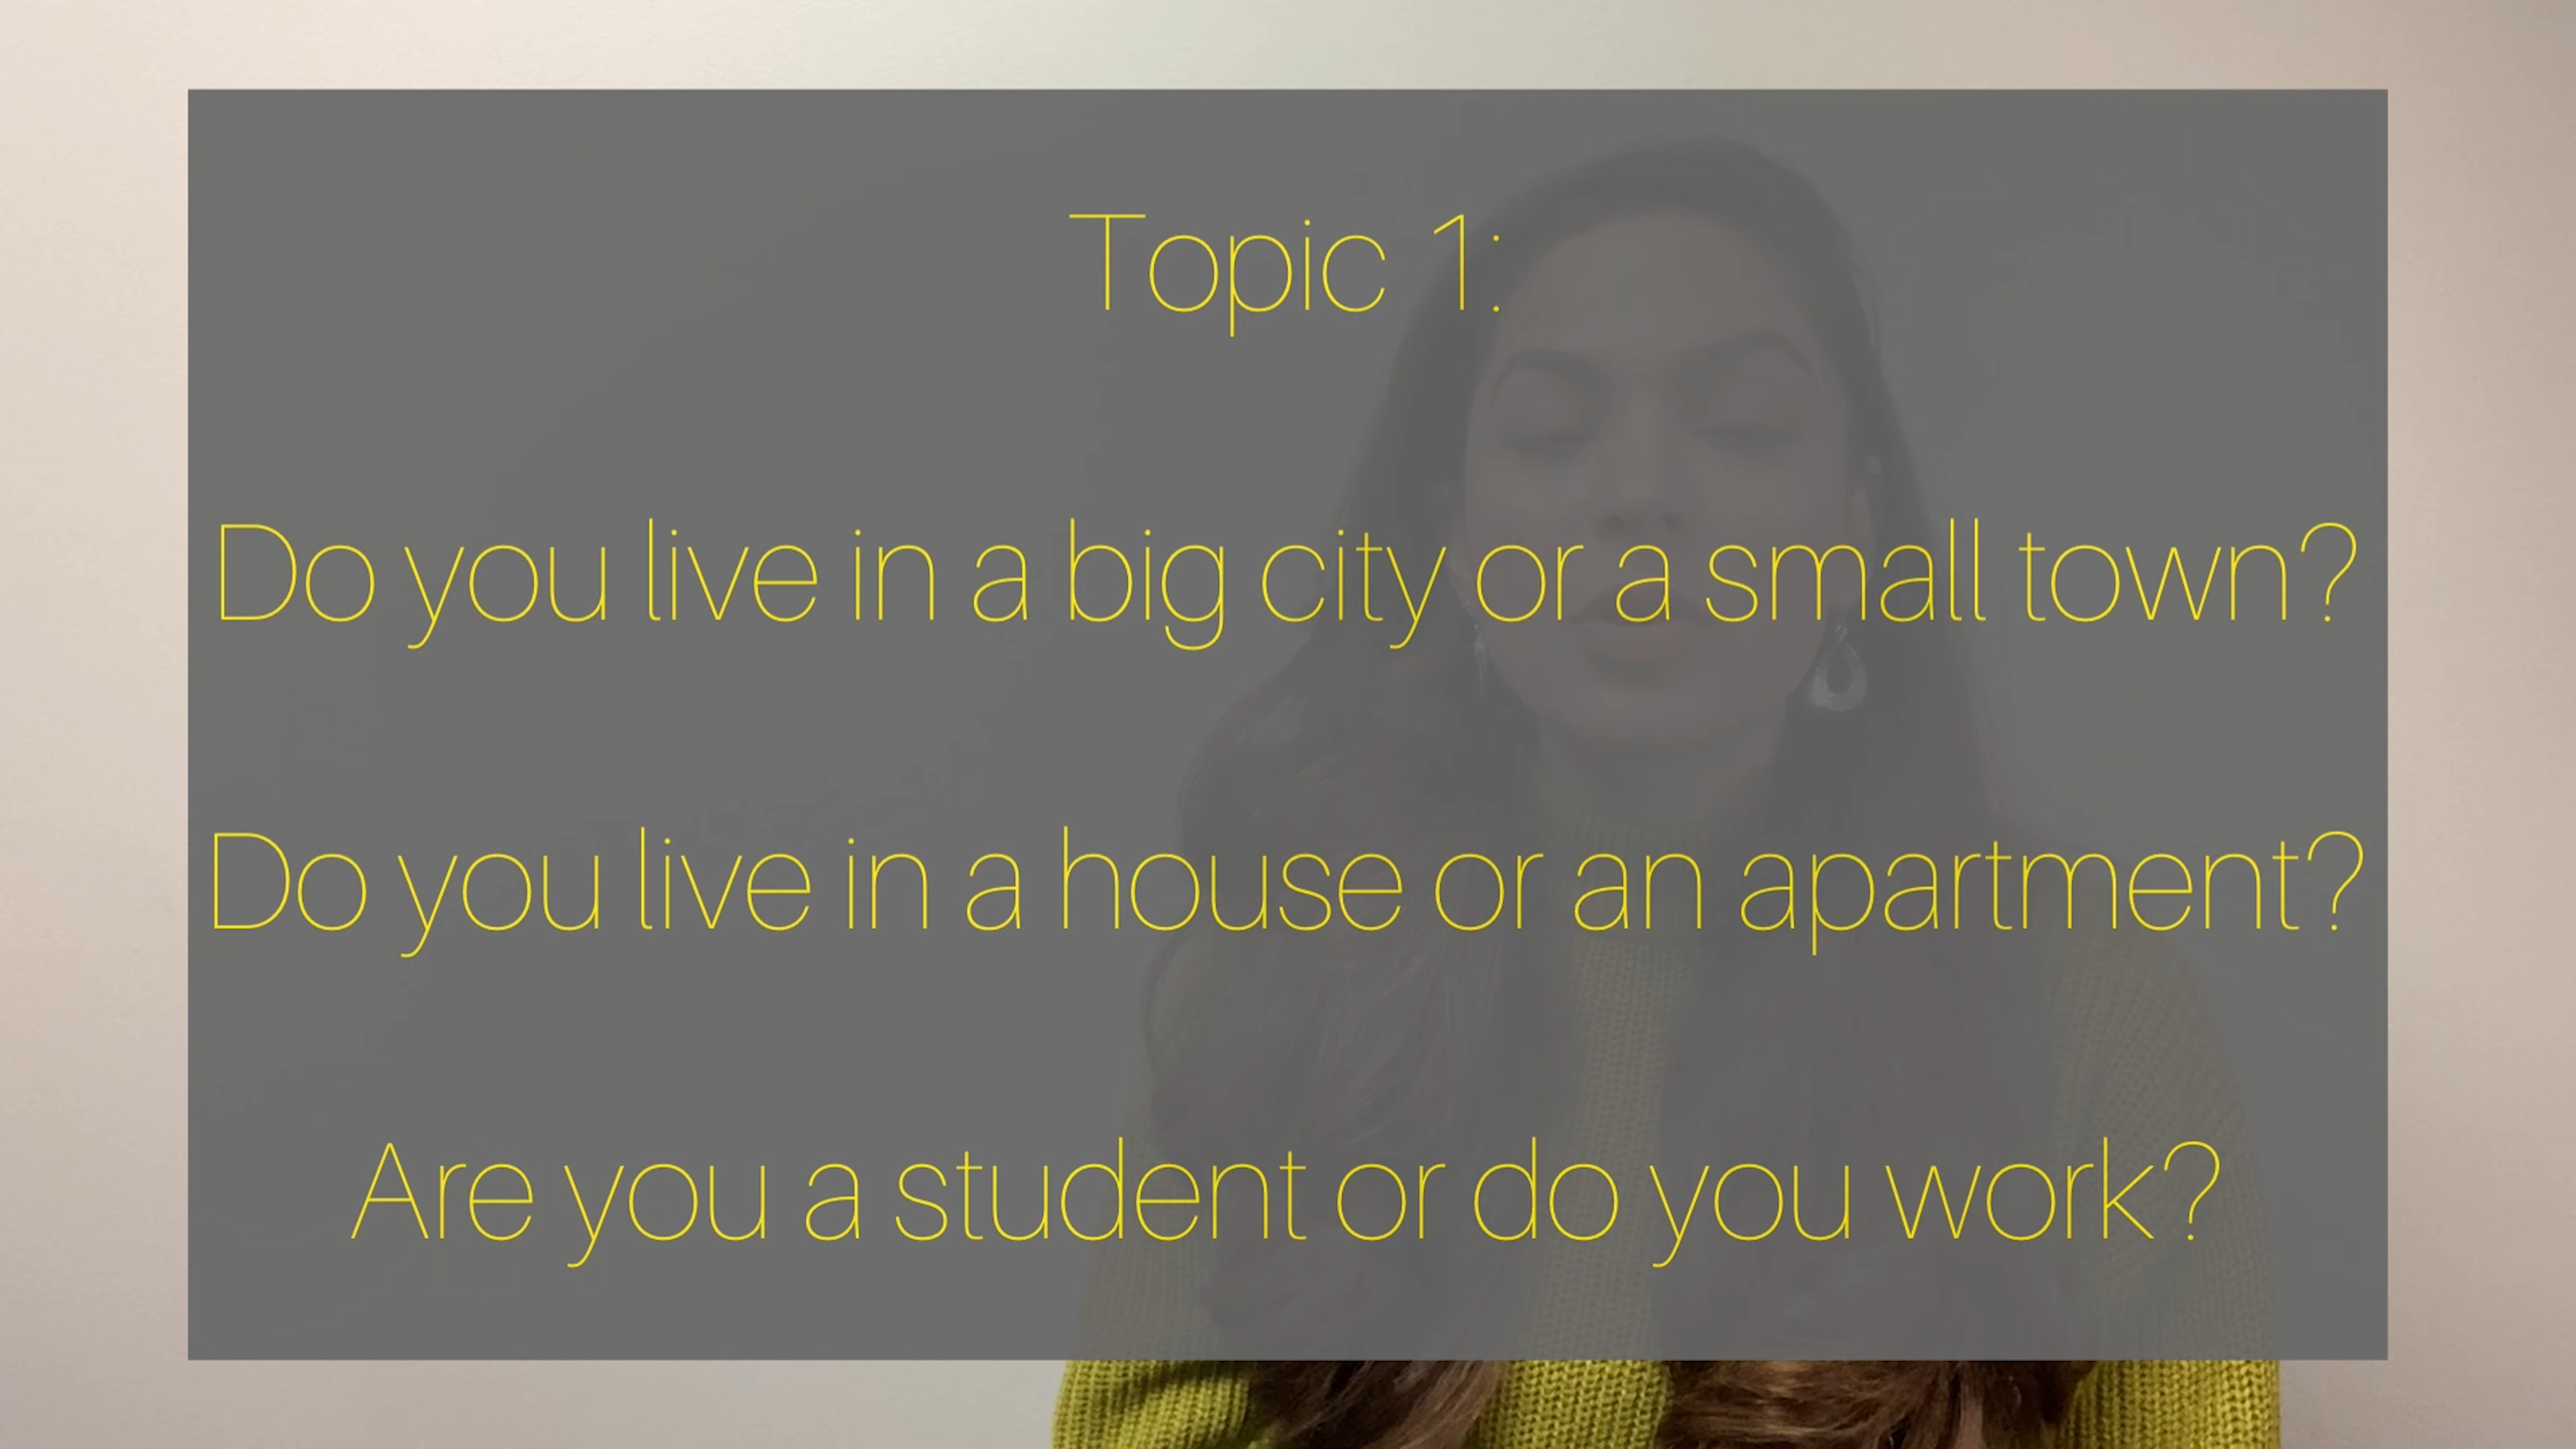 Topic 1:
Do you live in a big city or a small town?
Do you live in a house or an apartment?
Are you a student or do you work?